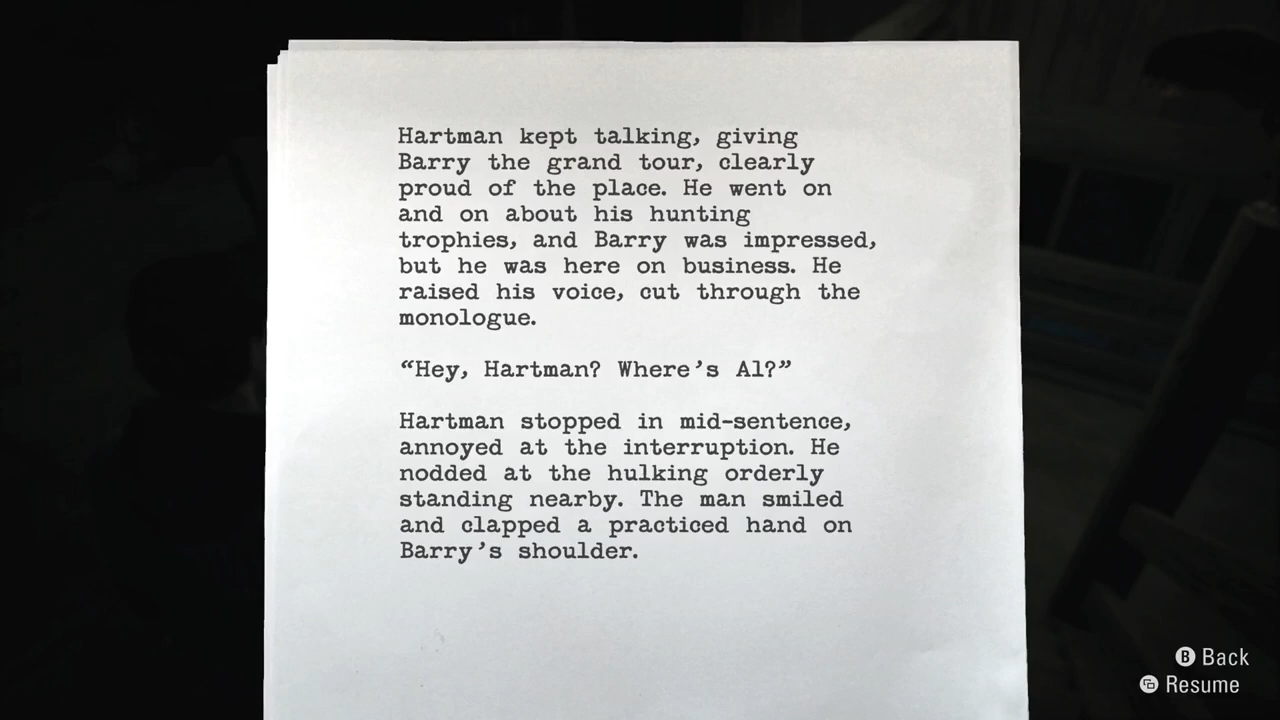 Hartman kept talking, giving
Barry the grand tour, clearly
proud of the place. He went on
and on about his hunting
trophies, and Barry was impressed,
but he was here on business. He
raised his voice, cut through the
monologue.
“Hey, Hartman? Where’s Al?”
Hartman stopped in mid-sentence,
annoyed at the interruption. He
nodded at the hulking orderly
standing nearby. The man smiled
and clapped a practiced hand on
Barry’s shoulder.
B Back
Resume